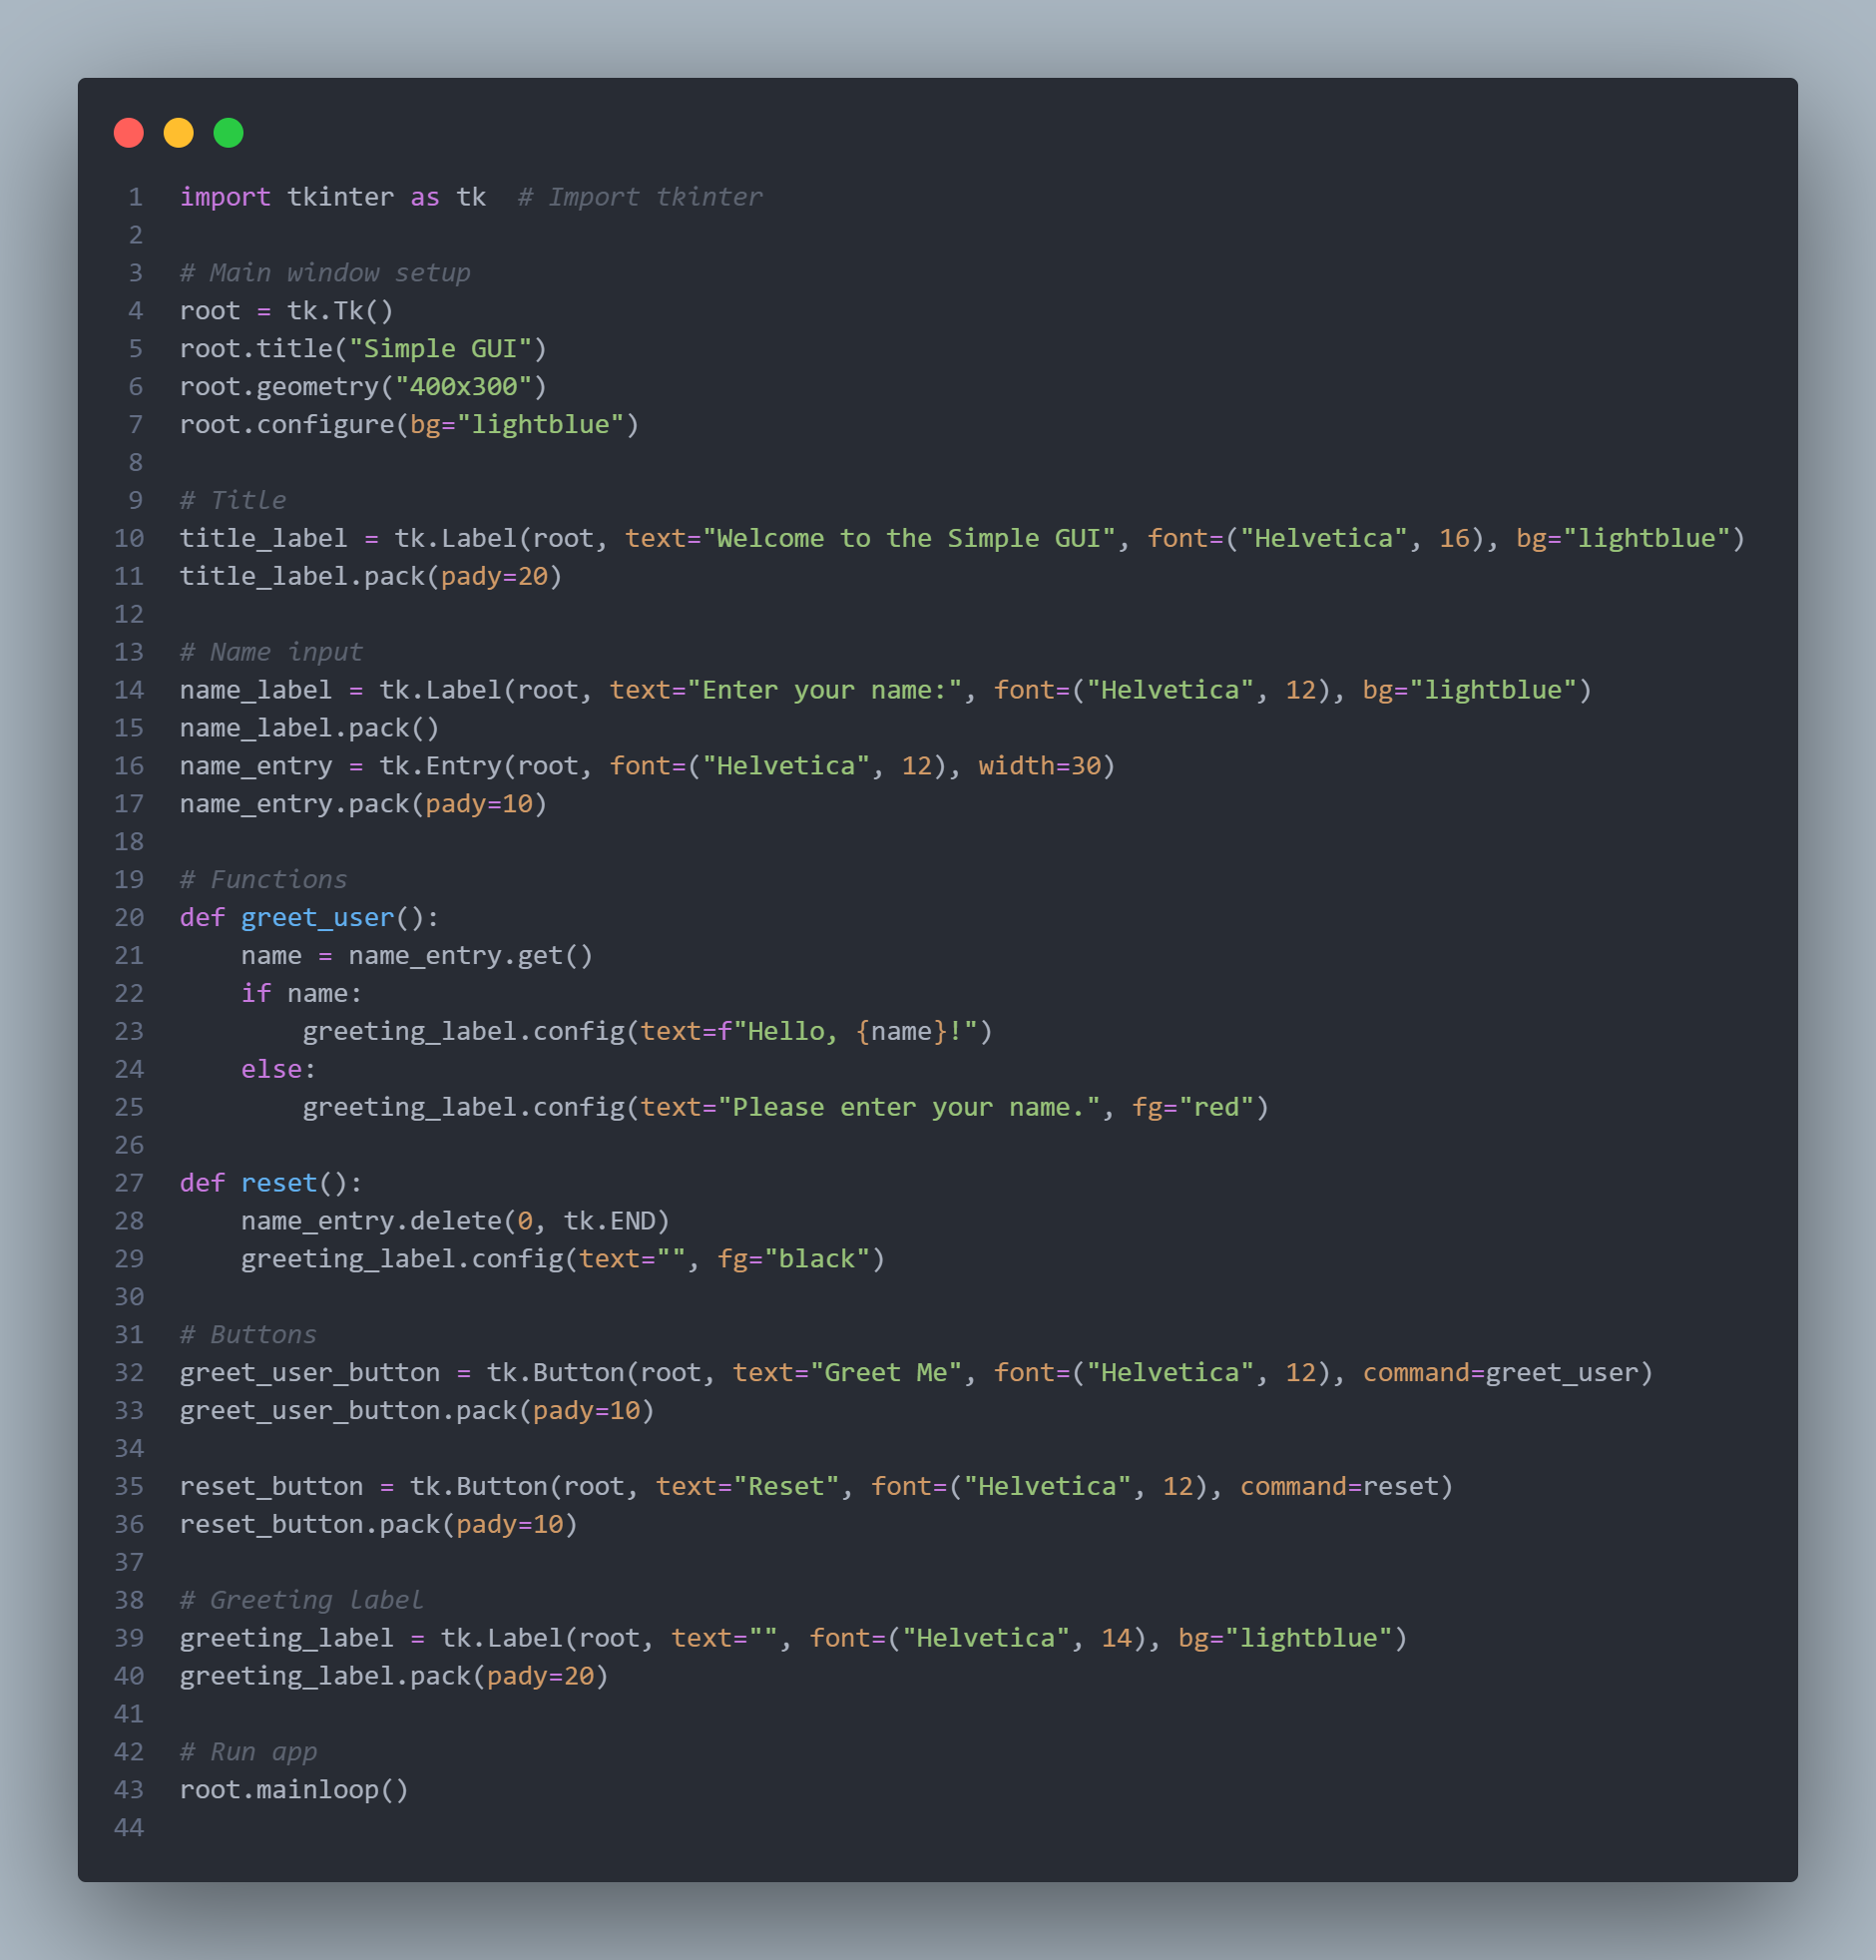 1 import tkinter as tk  # Import tkinter
2
3 # Main window setup
4 root = tk.Tk()
5 root.title("Simple GUI")
6 root.geometry("400x300")
7 root.configure(bg="lightblue")
8
9 # Title
10 title_label = tk.Label(root, text="Welcome to the Simple GUI", font=("Helvetica", 16), bg="lightblue")
11 title_label.pack(pady=20)
12
13 # Name input
14 name_label = tk.Label(root, text="Enter your name:", font=("Helvetica", 12), bg="lightblue")
15 name_label.pack()
16 name_entry = tk.Entry(root, font=("Helvetica", 12), width=30)
17 name_entry.pack(pady=10)
18
19 # Functions
20 def greet_user():
21     name = name_entry.get()
22     if name:
23         greeting_label.config(text=f"Hello, {name}!")
24     else:
25         greeting_label.config(text="Please enter your name.", fg="red")
26
27 def reset():
28     name_entry.delete(0, tk.END)
29     greeting_label.config(text="", fg="black")
30
31 # Buttons
32 greet_user_button = tk.Button(root, text="Greet Me", font=("Helvetica", 12), command=greet_user)
33 greet_user_button.pack(pady=10)
34
35 reset_button = tk.Button(root, text="Reset", font=("Helvetica", 12), command=reset)
36 reset_button.pack(pady=10)
37
38 # Greeting label
39 greeting_label = tk.Label(root, text="", font=("Helvetica", 14), bg="lightblue")
40 greeting_label.pack(pady=20)
41
42 # Run app
43 root.mainloop()
44